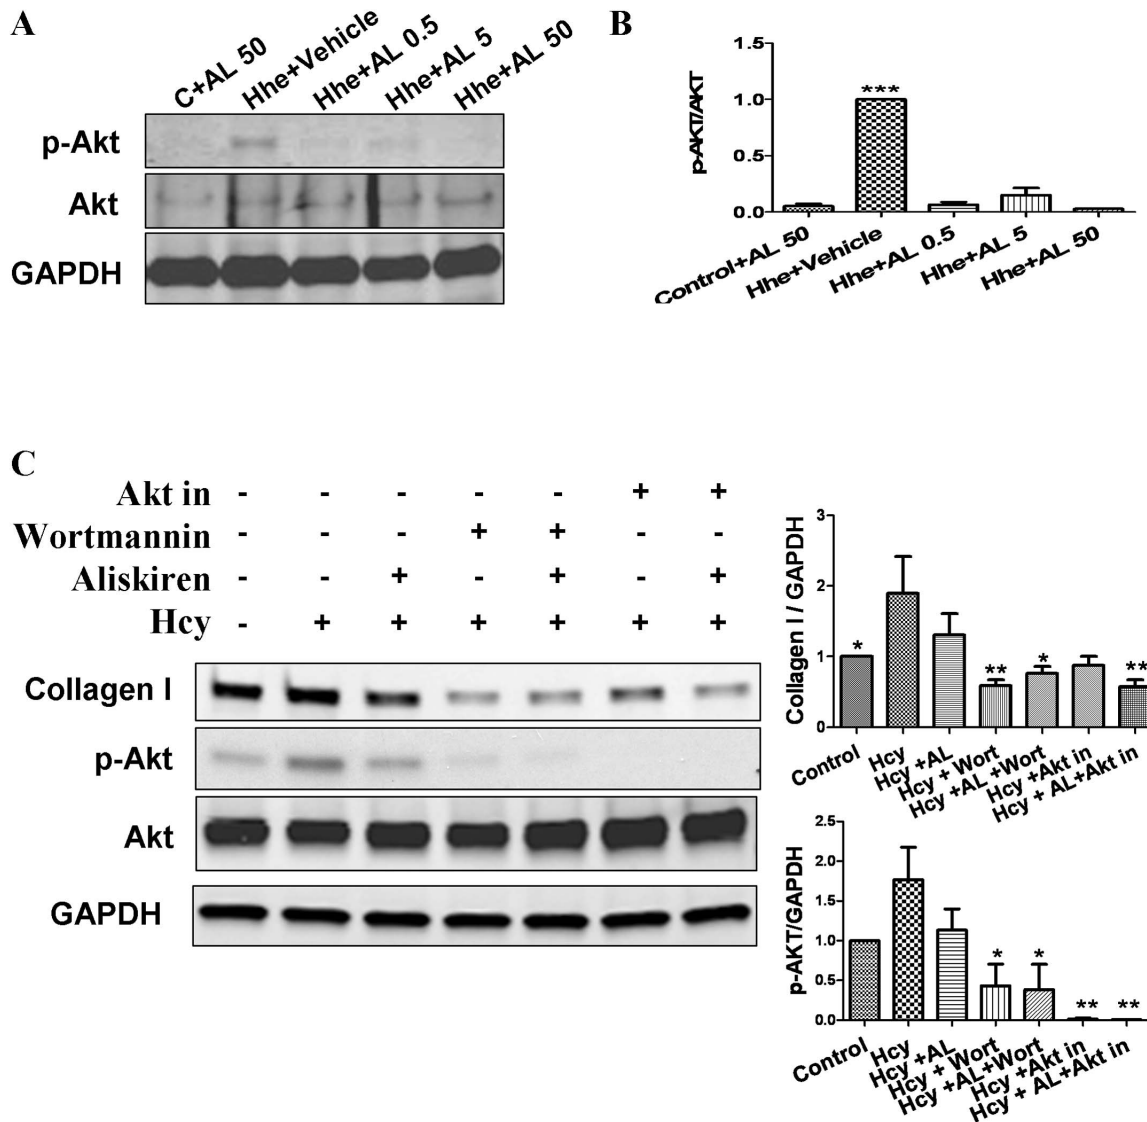 A
C+AL 50
Hhe+Vehicle
Hhe+AL 0.5
Hhe+AL 5
Hhe+AL 50
p-Akt
Akt
GAPDH
B
p-AKT/AKT
1.5
1.0
0.5
0.0
***
Control+AL 50
Hhe+Vehicle
Hhe+AL 0.5
Hhe+AL 5
Hhe+AL 50
C
Akt in - - - - - + +
Wortmannin - - - + + - -
Aliskiren - - + - + - +
Hcy - + + + + + +
Collagen I
p-Akt
Akt
GAPDH
Collagen I / GAPDH
3
2
1
0
* ** * **
Control
Hcy
Hcy +AL
Hcy + Wort
Hcy +AL +Wort
Hcy +Akt in
Hcy + AL+Akt in
p-AKT/GAPDH
2.5
2.0
1.5
1.0
0.5
0.0
* * ** **
Control
Hcy
Hcy +AL
Hcy + Wort
Hcy +AL+Wort
Hcy +Akt in
Hcy + AL+Akt in